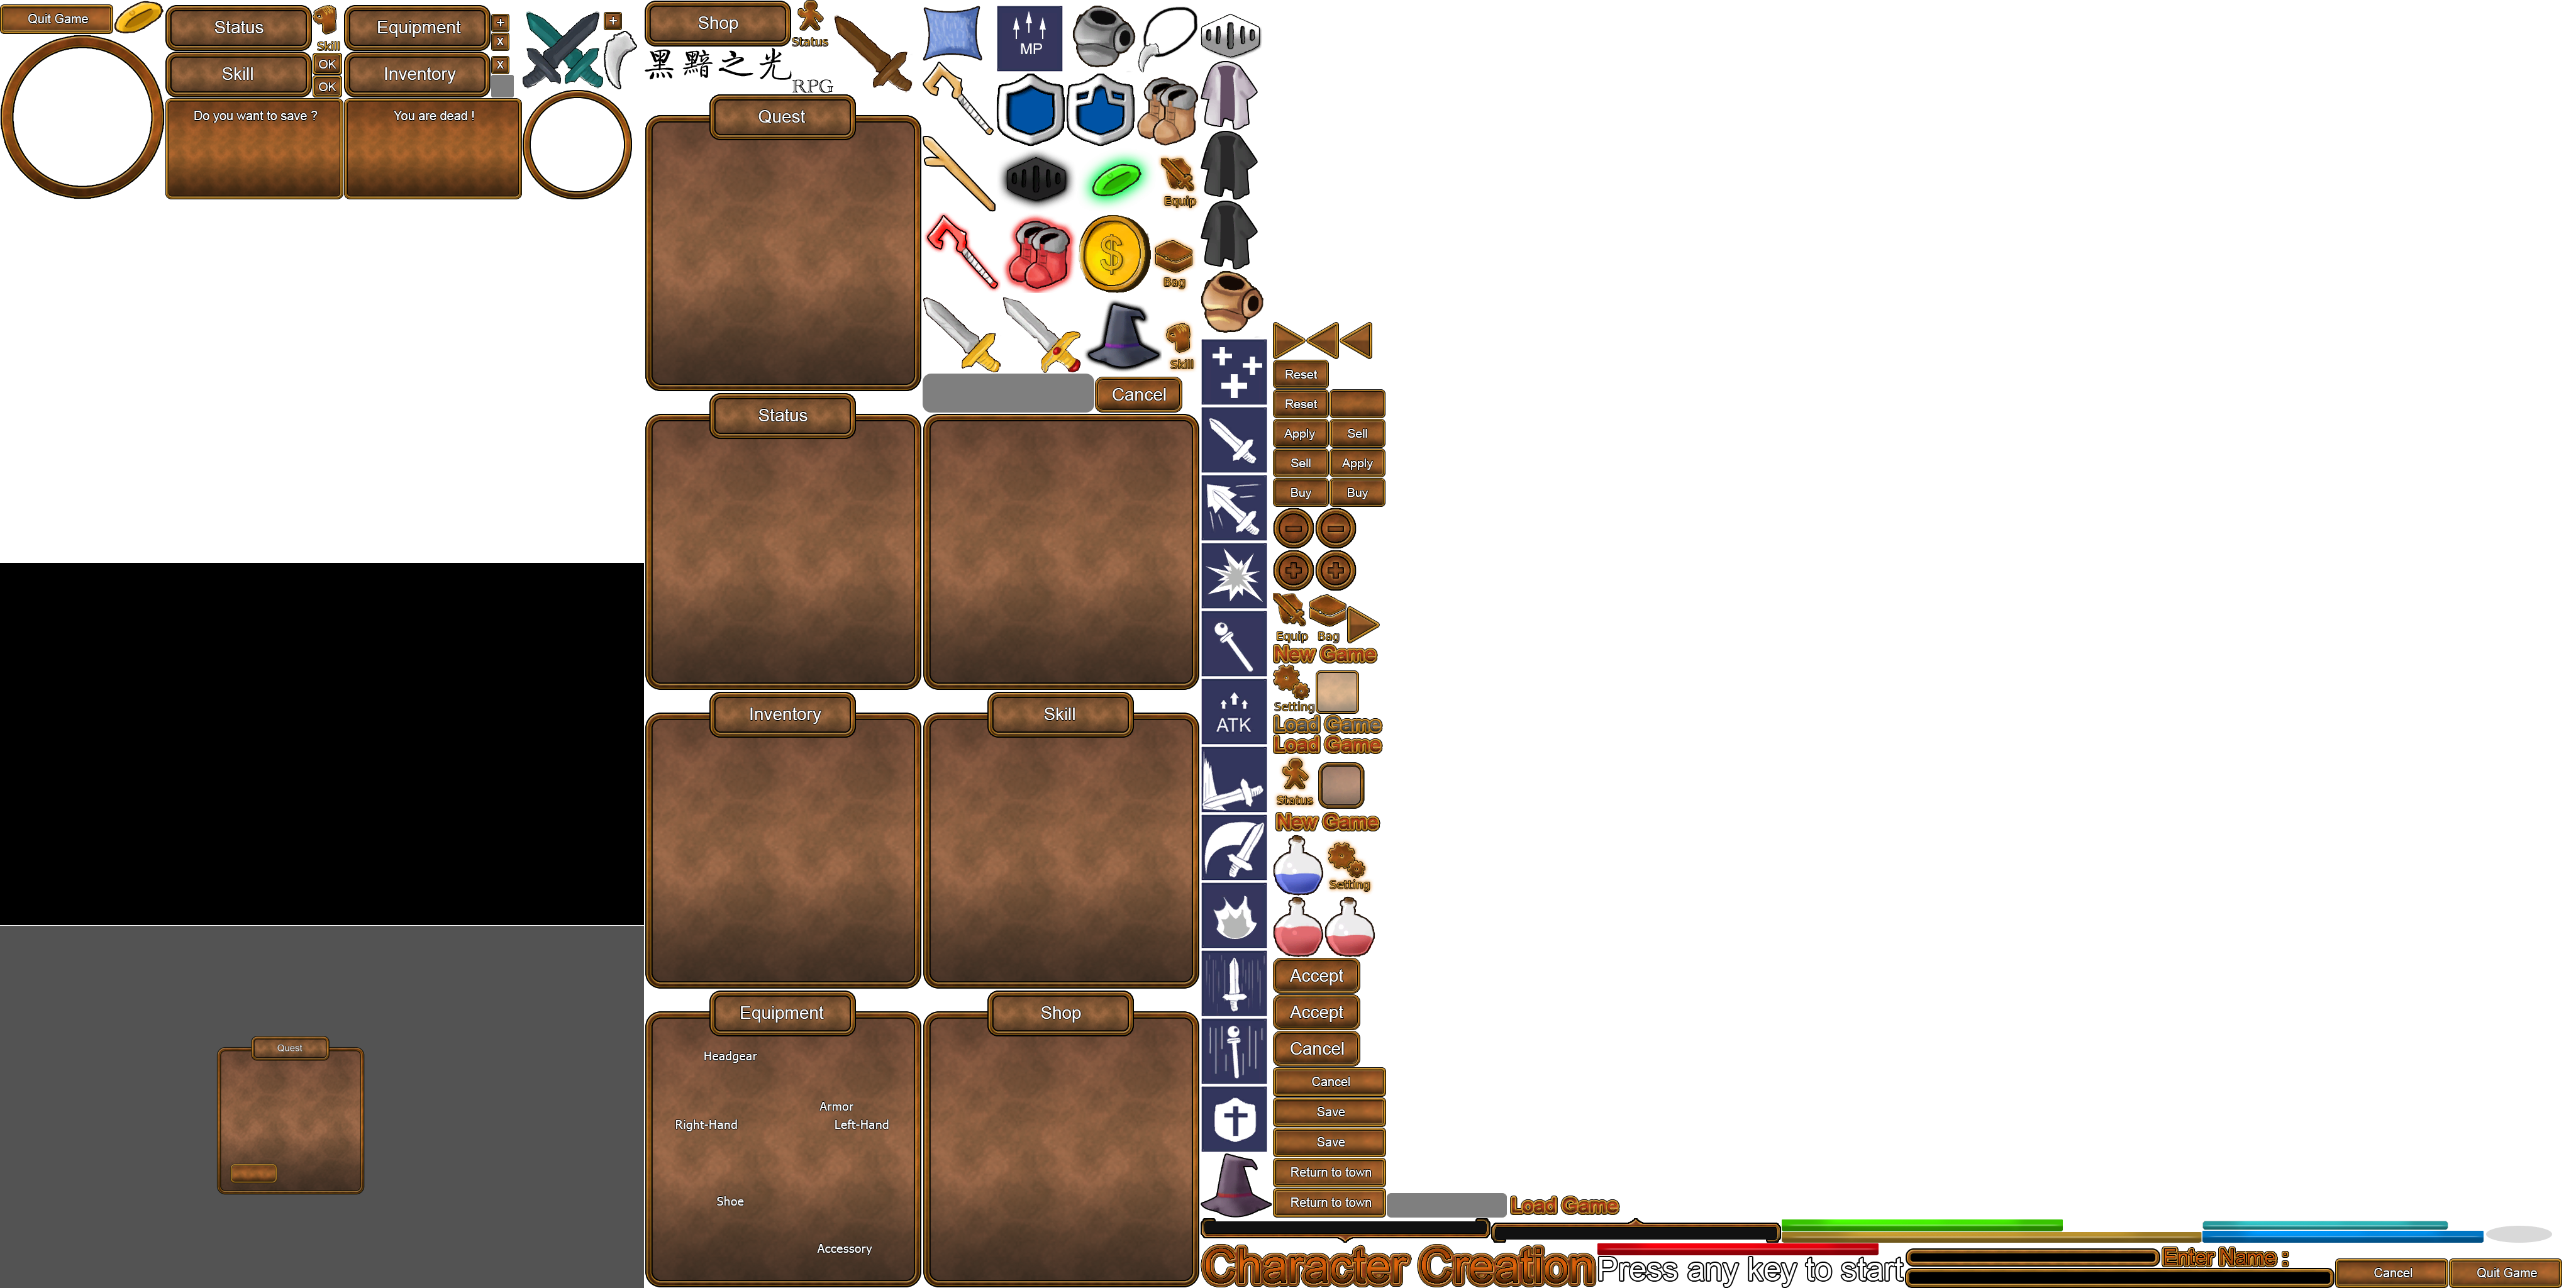 Quit Game
Status
Skill
Equipment
+
x
+
Skill
OK
Inventory
x
OK
Do you want to save ?
You are dead !
Shop
Status
黑黯之光
RPG
MP
Quest
Equip
$
Bag
Skill
Cancel
Status
Reset
Reset
Apply
Sell
Sell
Apply
Buy
Buy
Equip
Bag
New Game
Setting
Load Game
Load Game
Inventory
Skill
ATK
Status
New Game
Setting
Accept
Accept
Cancel
Equipment
Shop
Quest
Headgear
Armor
Right-Hand
Left-Hand
Shoe
Accessory
Cancel
Save
Save
Return to town
Return to town
Load Game
Character Creation
Press any key to start
Enter Name :
Cancel
Quit Game